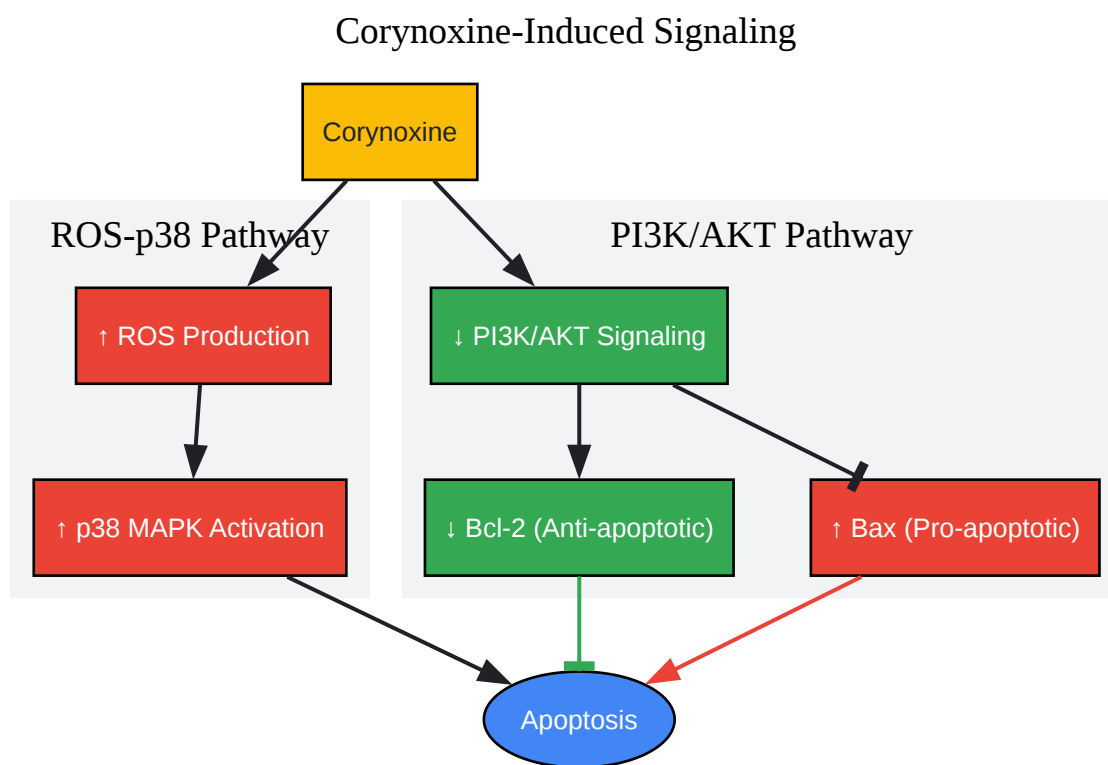 Corynoxine-Induced Signaling
Corynoxine
ROS-p38 Pathway
PI3K/AKT Pathway
↑ ROS Production
↓ PI3K/AKT Signaling
↑ p38 MAPK Activation
↓ Bcl-2 (Anti-apoptotic)
↑ Bax (Pro-apoptotic)
Apoptosis